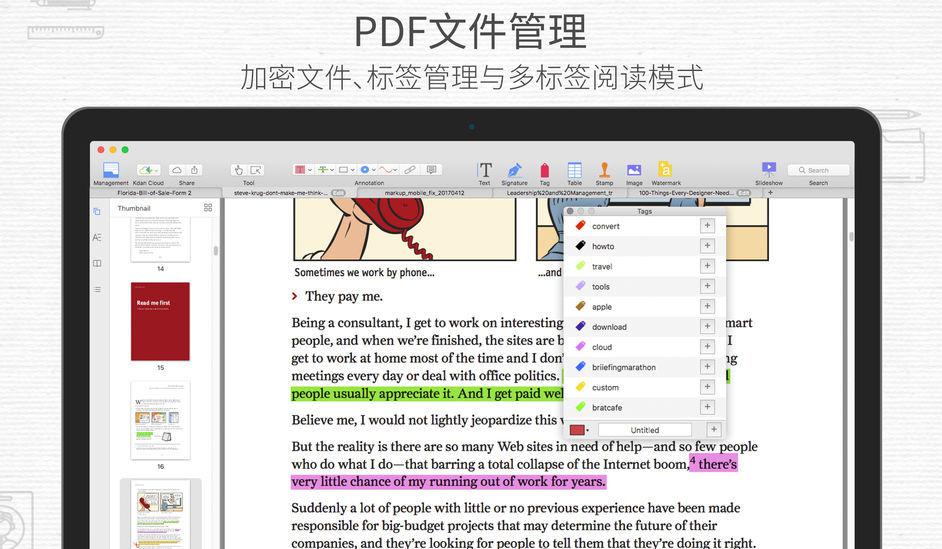 PDF文件管理
加密文件、标签管理与多标签阅读模式
Management Kdan Cloud Share Tool Annotation Text Signature Tag Table Stamp Image Watermark Slideshow Search
Search
Florida-Bill-of-Sale-Form 2 steve-krug-dont-make-me-think-... Edit markup_mobile_fix_20170412 Leadership%20and%20Management_tr 100-Things-Every-Designer-Need... Edit +
Thumbnail
14
Read me first
15
16
Tags
convert +
howto +
travel +
tools +
apple +
download +
cloud +
briiefingmarathon +
custom +
bratcafe +
Untitled +
Sometimes we work by phone... ...and
They pay me.
Being a consultant, I get to work on interesting mart
people, and when we're finished, the sites are b I
get to work at home most of the time and I don' ng
meetings every day or deal with office politics.
people usually appreciate it. And I get paid wel
Believe me, I would not lightly jeopardize this
But the reality is there are so many Web sites in need of help—and so few people
who do what I do—that barring a total collapse of the Internet boom,4 there's
very little chance of my running out of work for years.
Suddenly a lot of people with little or no previous experience have been made
responsible for big-budget projects that may determine the future of their
companies, and they're looking for people to tell them that they're doing it right.